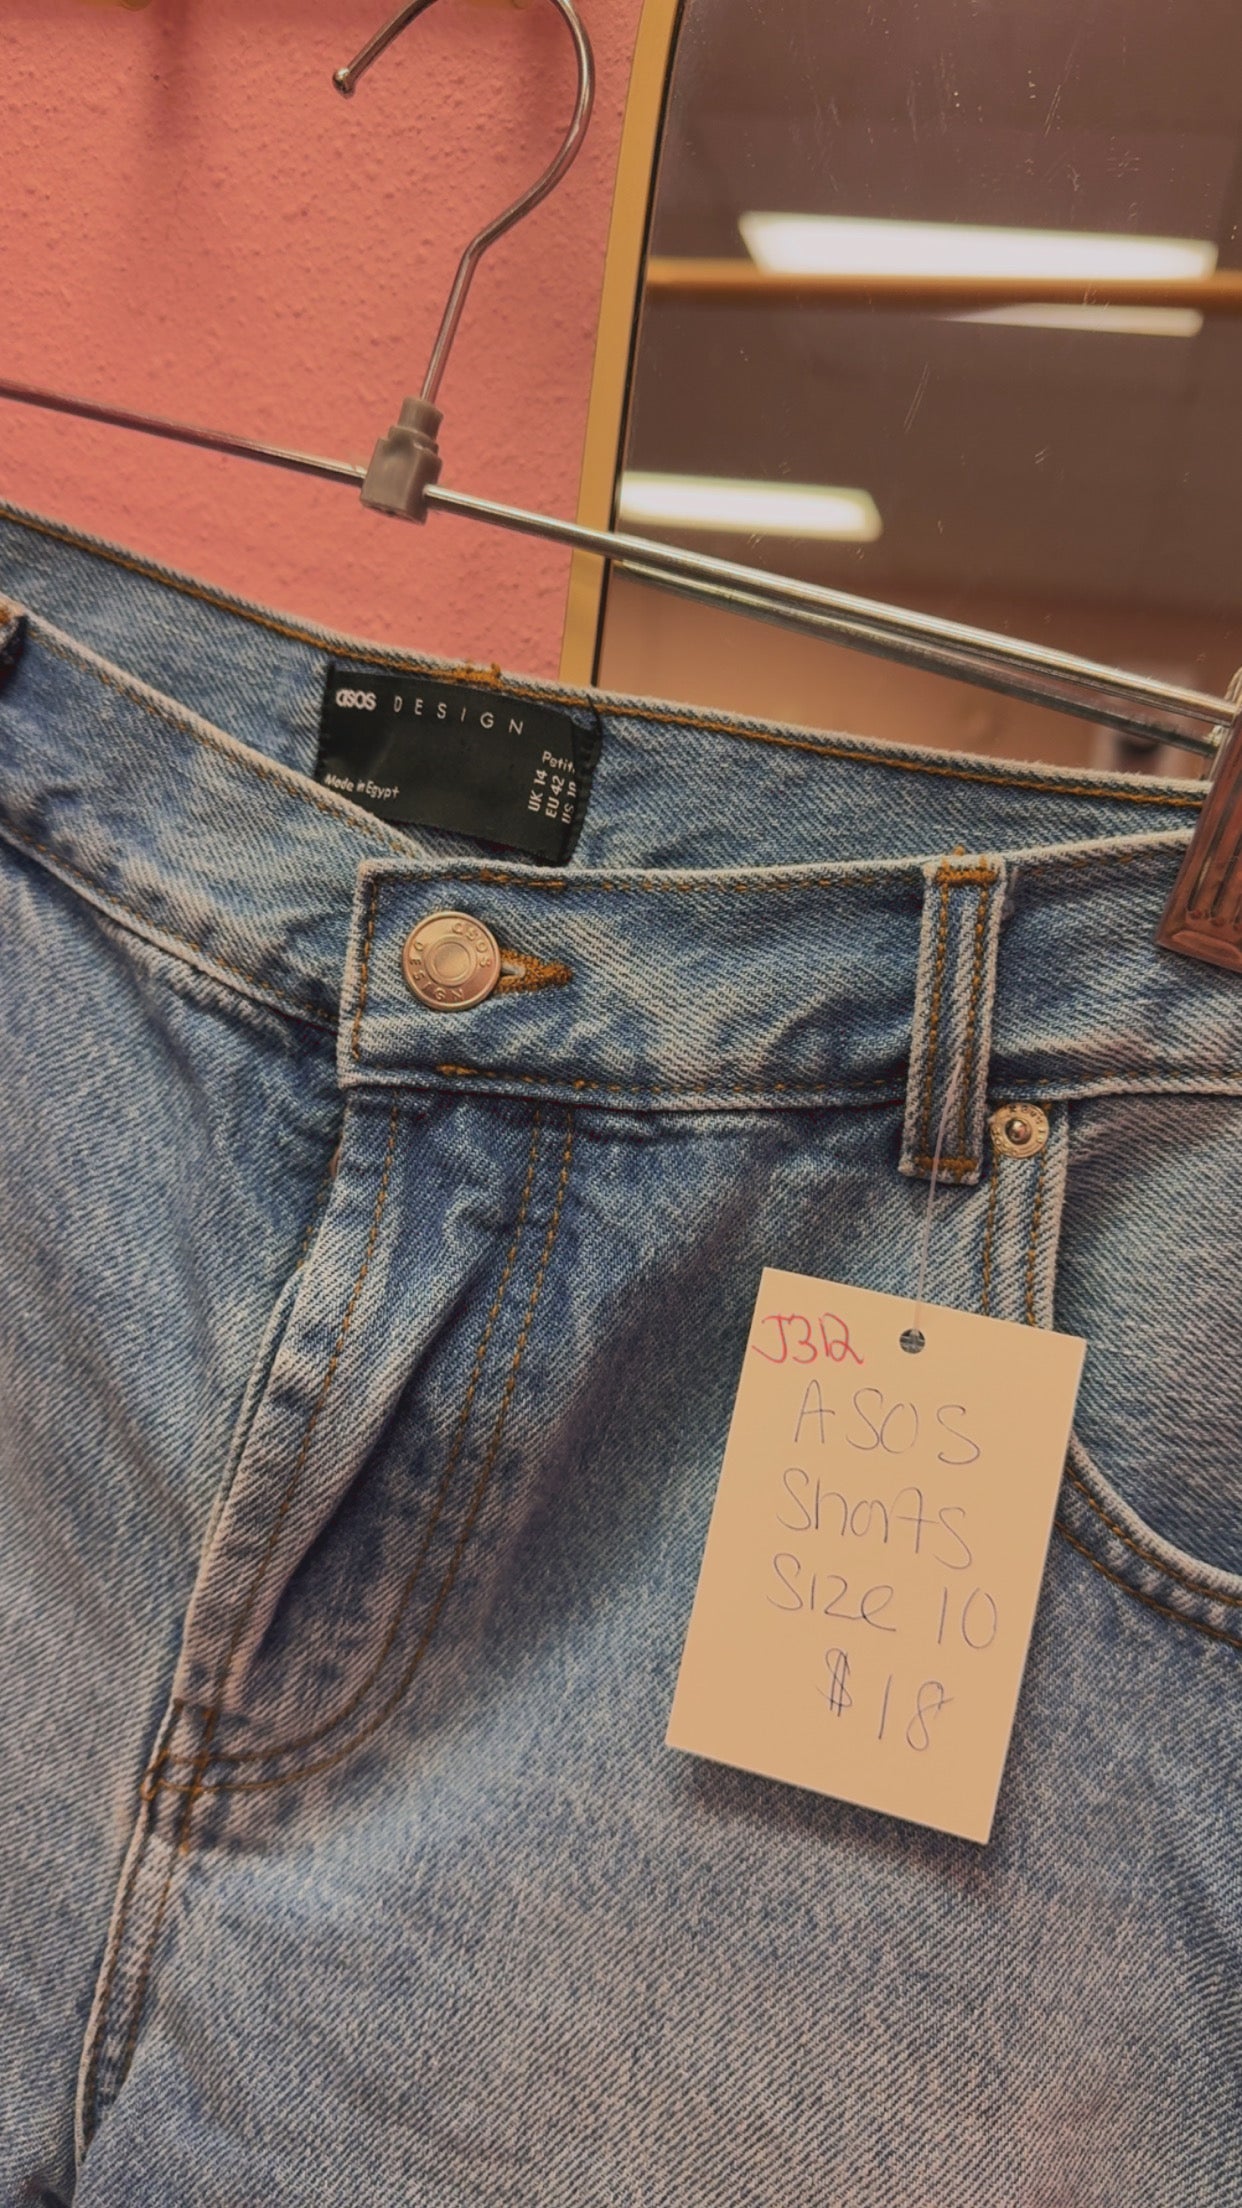 asos DESIGN
Petit
Made in Egypt
UK 14
EU 42
US 10
ASOS
DESIGN
J312
ASOS
Shorts
Size 10
$18